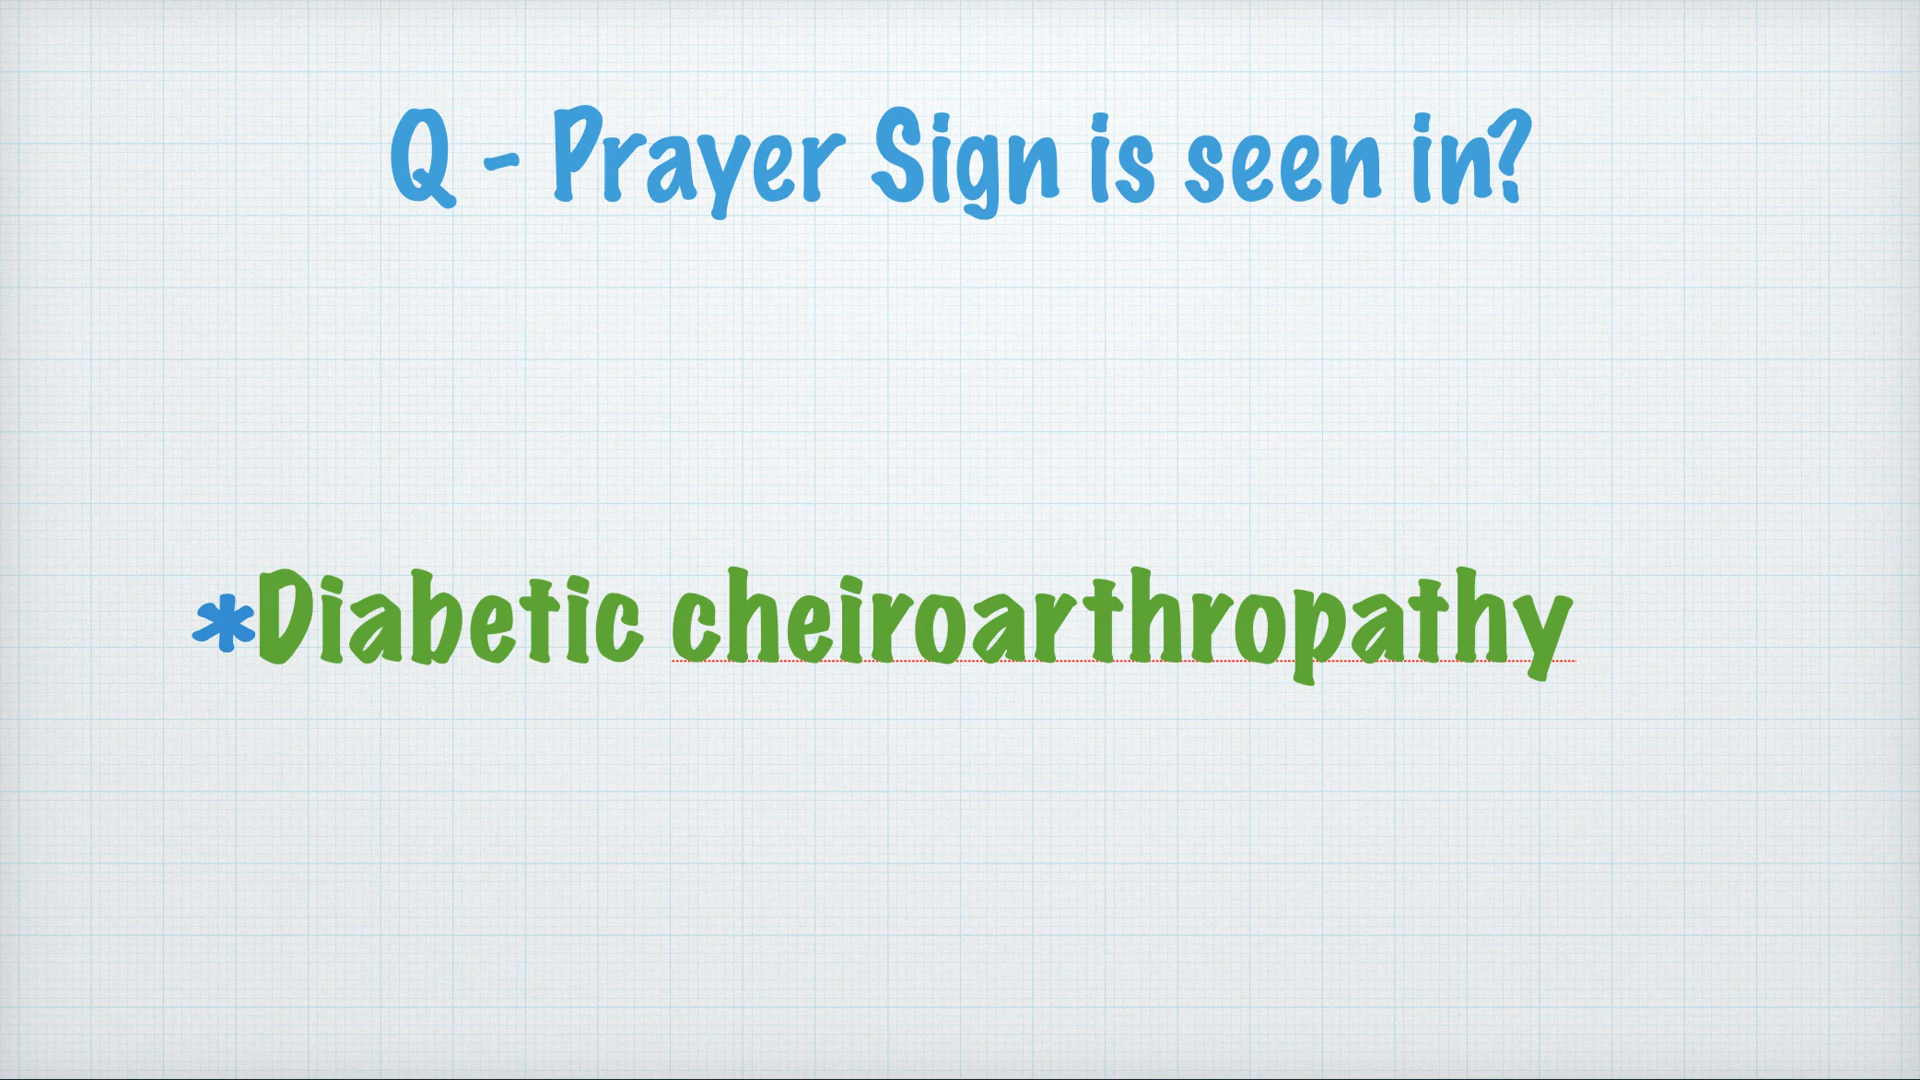 Q - Prayer Sign is seen in?
*Diabetic cheiroarthropathy